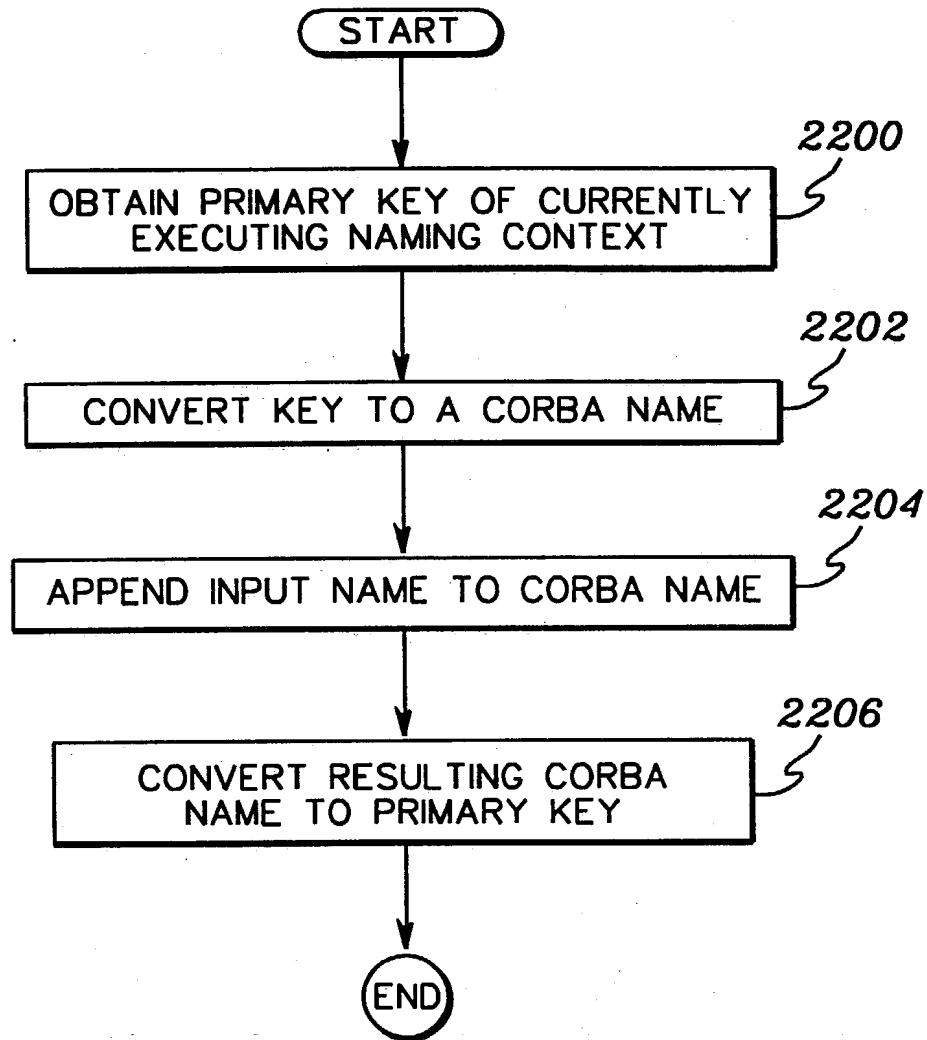 START
2200
OBTAIN PRIMARY KEY OF CURRENTLY
EXECUTING NAMING CONTEXT
2202
CONVERT KEY TO A CORBA NAME
2204
APPEND INPUT NAME TO CORBA NAME
2206
CONVERT RESULTING CORBA
NAME TO PRIMARY KEY
END